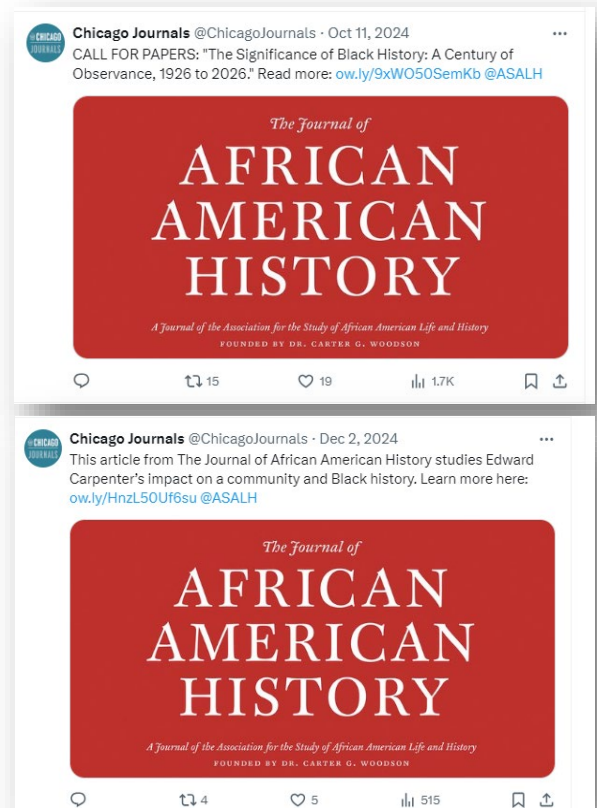 CHICAGO
JOURNALS
Chicago Journals @ChicagoJournals · Oct 11, 2024
CALL FOR PAPERS: "The Significance of Black History: A Century of
Observance, 1926 to 2026." Read more: ow.ly/9xWO50SemKb @ASALH
The Journal of
AFRICAN
AMERICAN
HISTORY
A Journal of the Association for the Study of African American Life and History
FOUNDED BY DR. CARTER G. WOODSON
15 19 1.7K
CHICAGO
JOURNALS
Chicago Journals @ChicagoJournals · Dec 2, 2024
This article from The Journal of African American History studies Edward
Carpenter's impact on a community and Black history. Learn more here:
ow.ly/HnzL50Uf6su @ASALH
The Journal of
AFRICAN
AMERICAN
HISTORY
A Journal of the Association for the Study of African American Life and History
FOUNDED BY DR. CARTER G. WOODSON
4 5 515